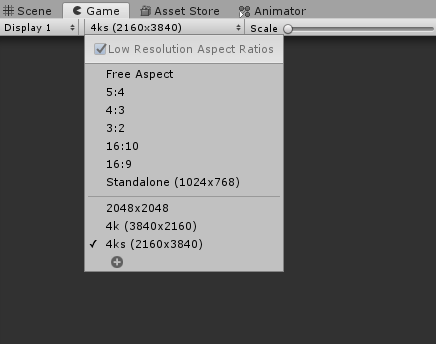 Scene Game Asset Store Animator
Display 1 4ks (2160x3840) Scale
Low Resolution Aspect Ratios
Free Aspect
5:4
4:3
3:2
16:10
16:9
Standalone (1024x768)
2048x2048
4k (3840x2160)
4ks (2160x3840)